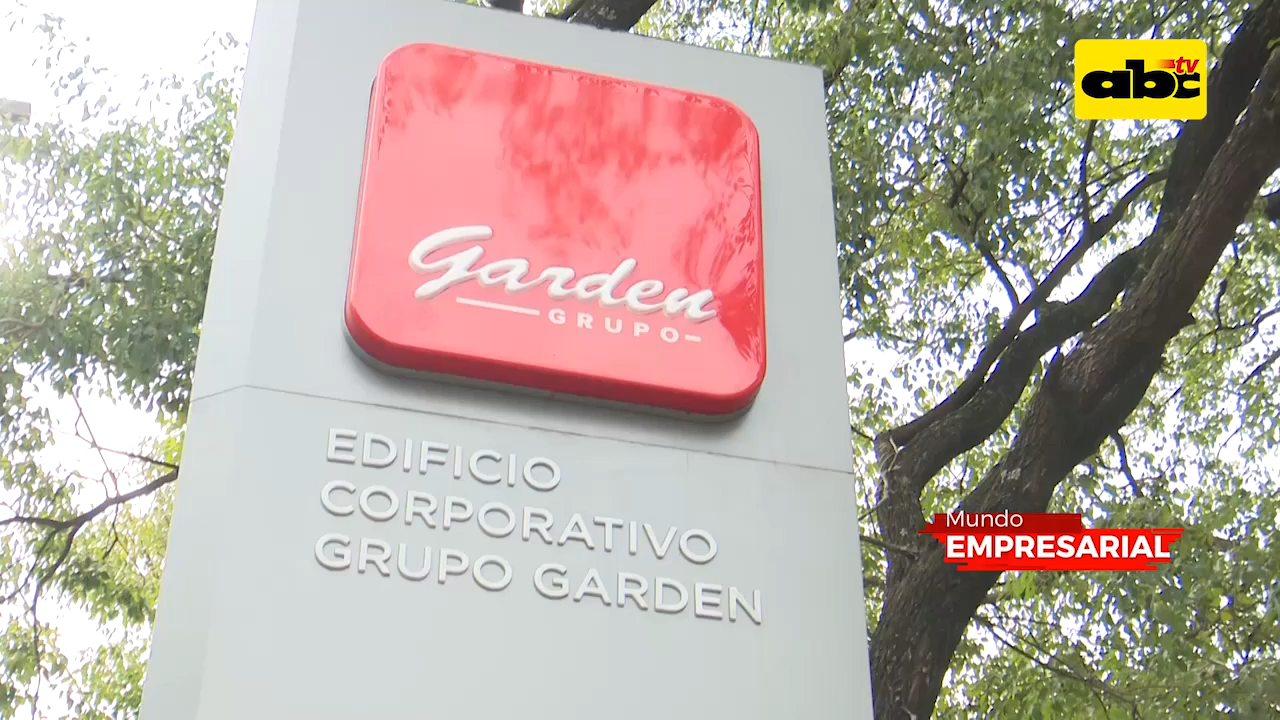 abc tv
Garden
GRUPO
EDIFICIO
CORPORATIVO
GRUPO GARDEN
Mundo
EMPRESARIAL